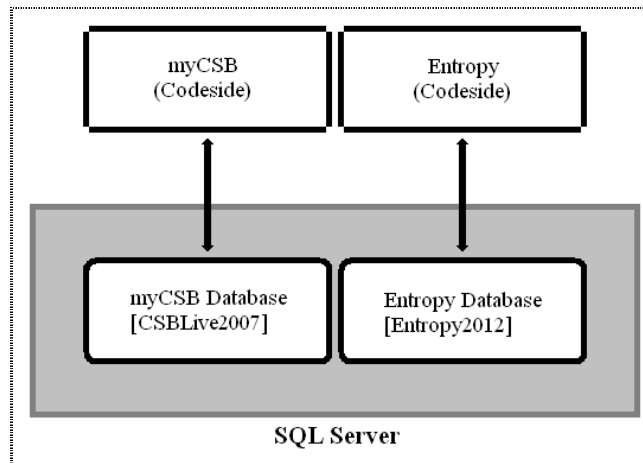 myCSB
(Codeside)
Entropy
(Codeside)
myCSB Database
[CSBLive2007]
Entropy Database
[Entropy2012]
SQL Server